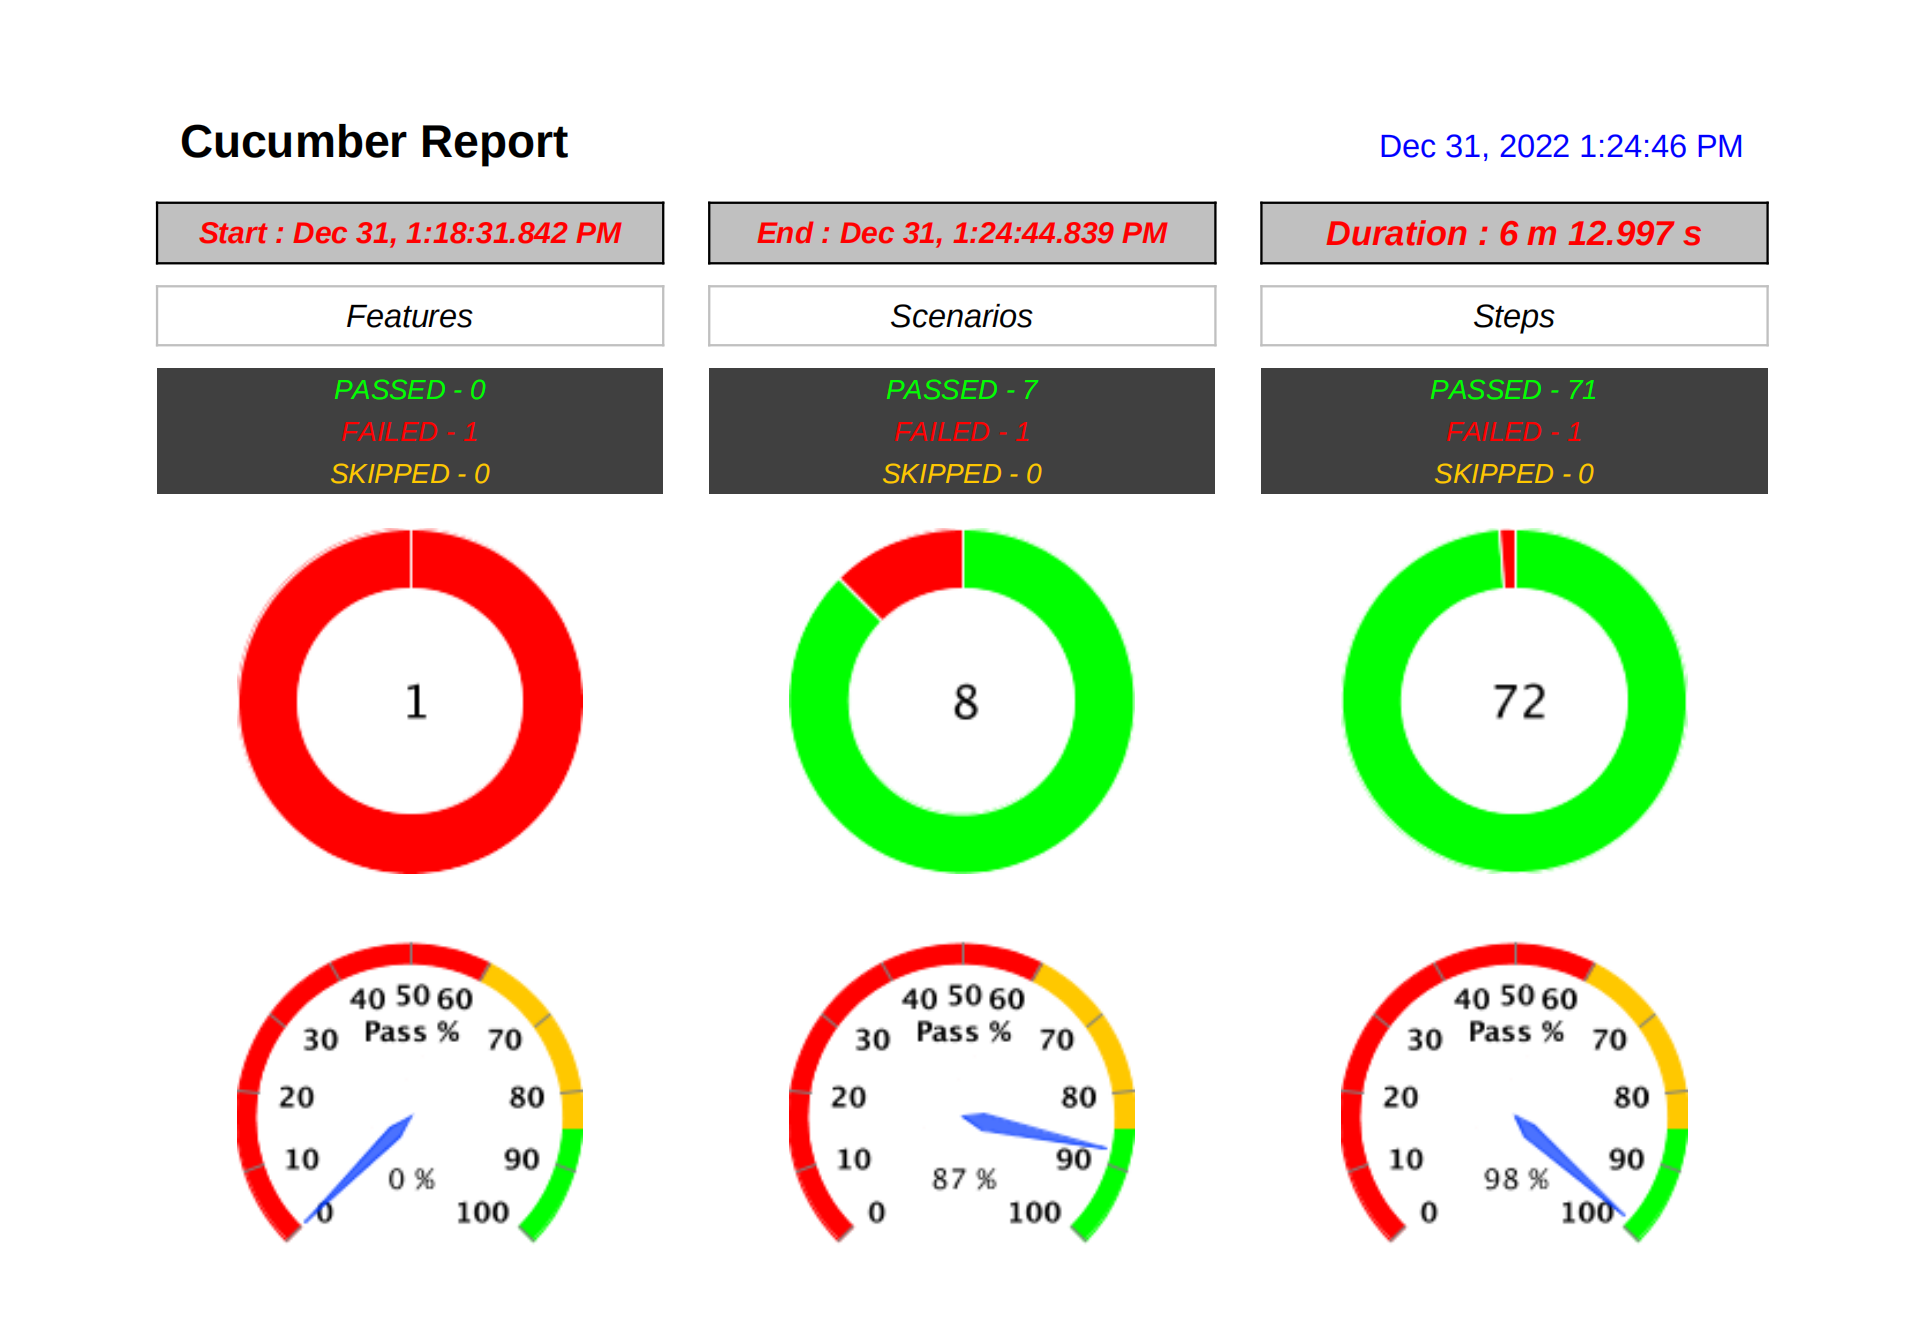 Cucumber Report
Dec 31, 2022 1:24:46 PM
Start : Dec 31, 1:18:31.842 PM
End : Dec 31, 1:24:44.839 PM
Duration : 6 m 12.997 s
Features
Scenarios
Steps
PASSED - 0
FAILED - 1
SKIPPED - 0
PASSED - 7
FAILED - 1
SKIPPED - 0
PASSED - 71
FAILED - 1
SKIPPED - 0
1
8
72
40 50 60
Pass %
30 70
20 80
10 90
0 %
0 100
40 50 60
Pass %
30 70
20 80
10 90
87 %
0 100
40 50 60
Pass %
30 70
20 80
10 90
98 %
0 100